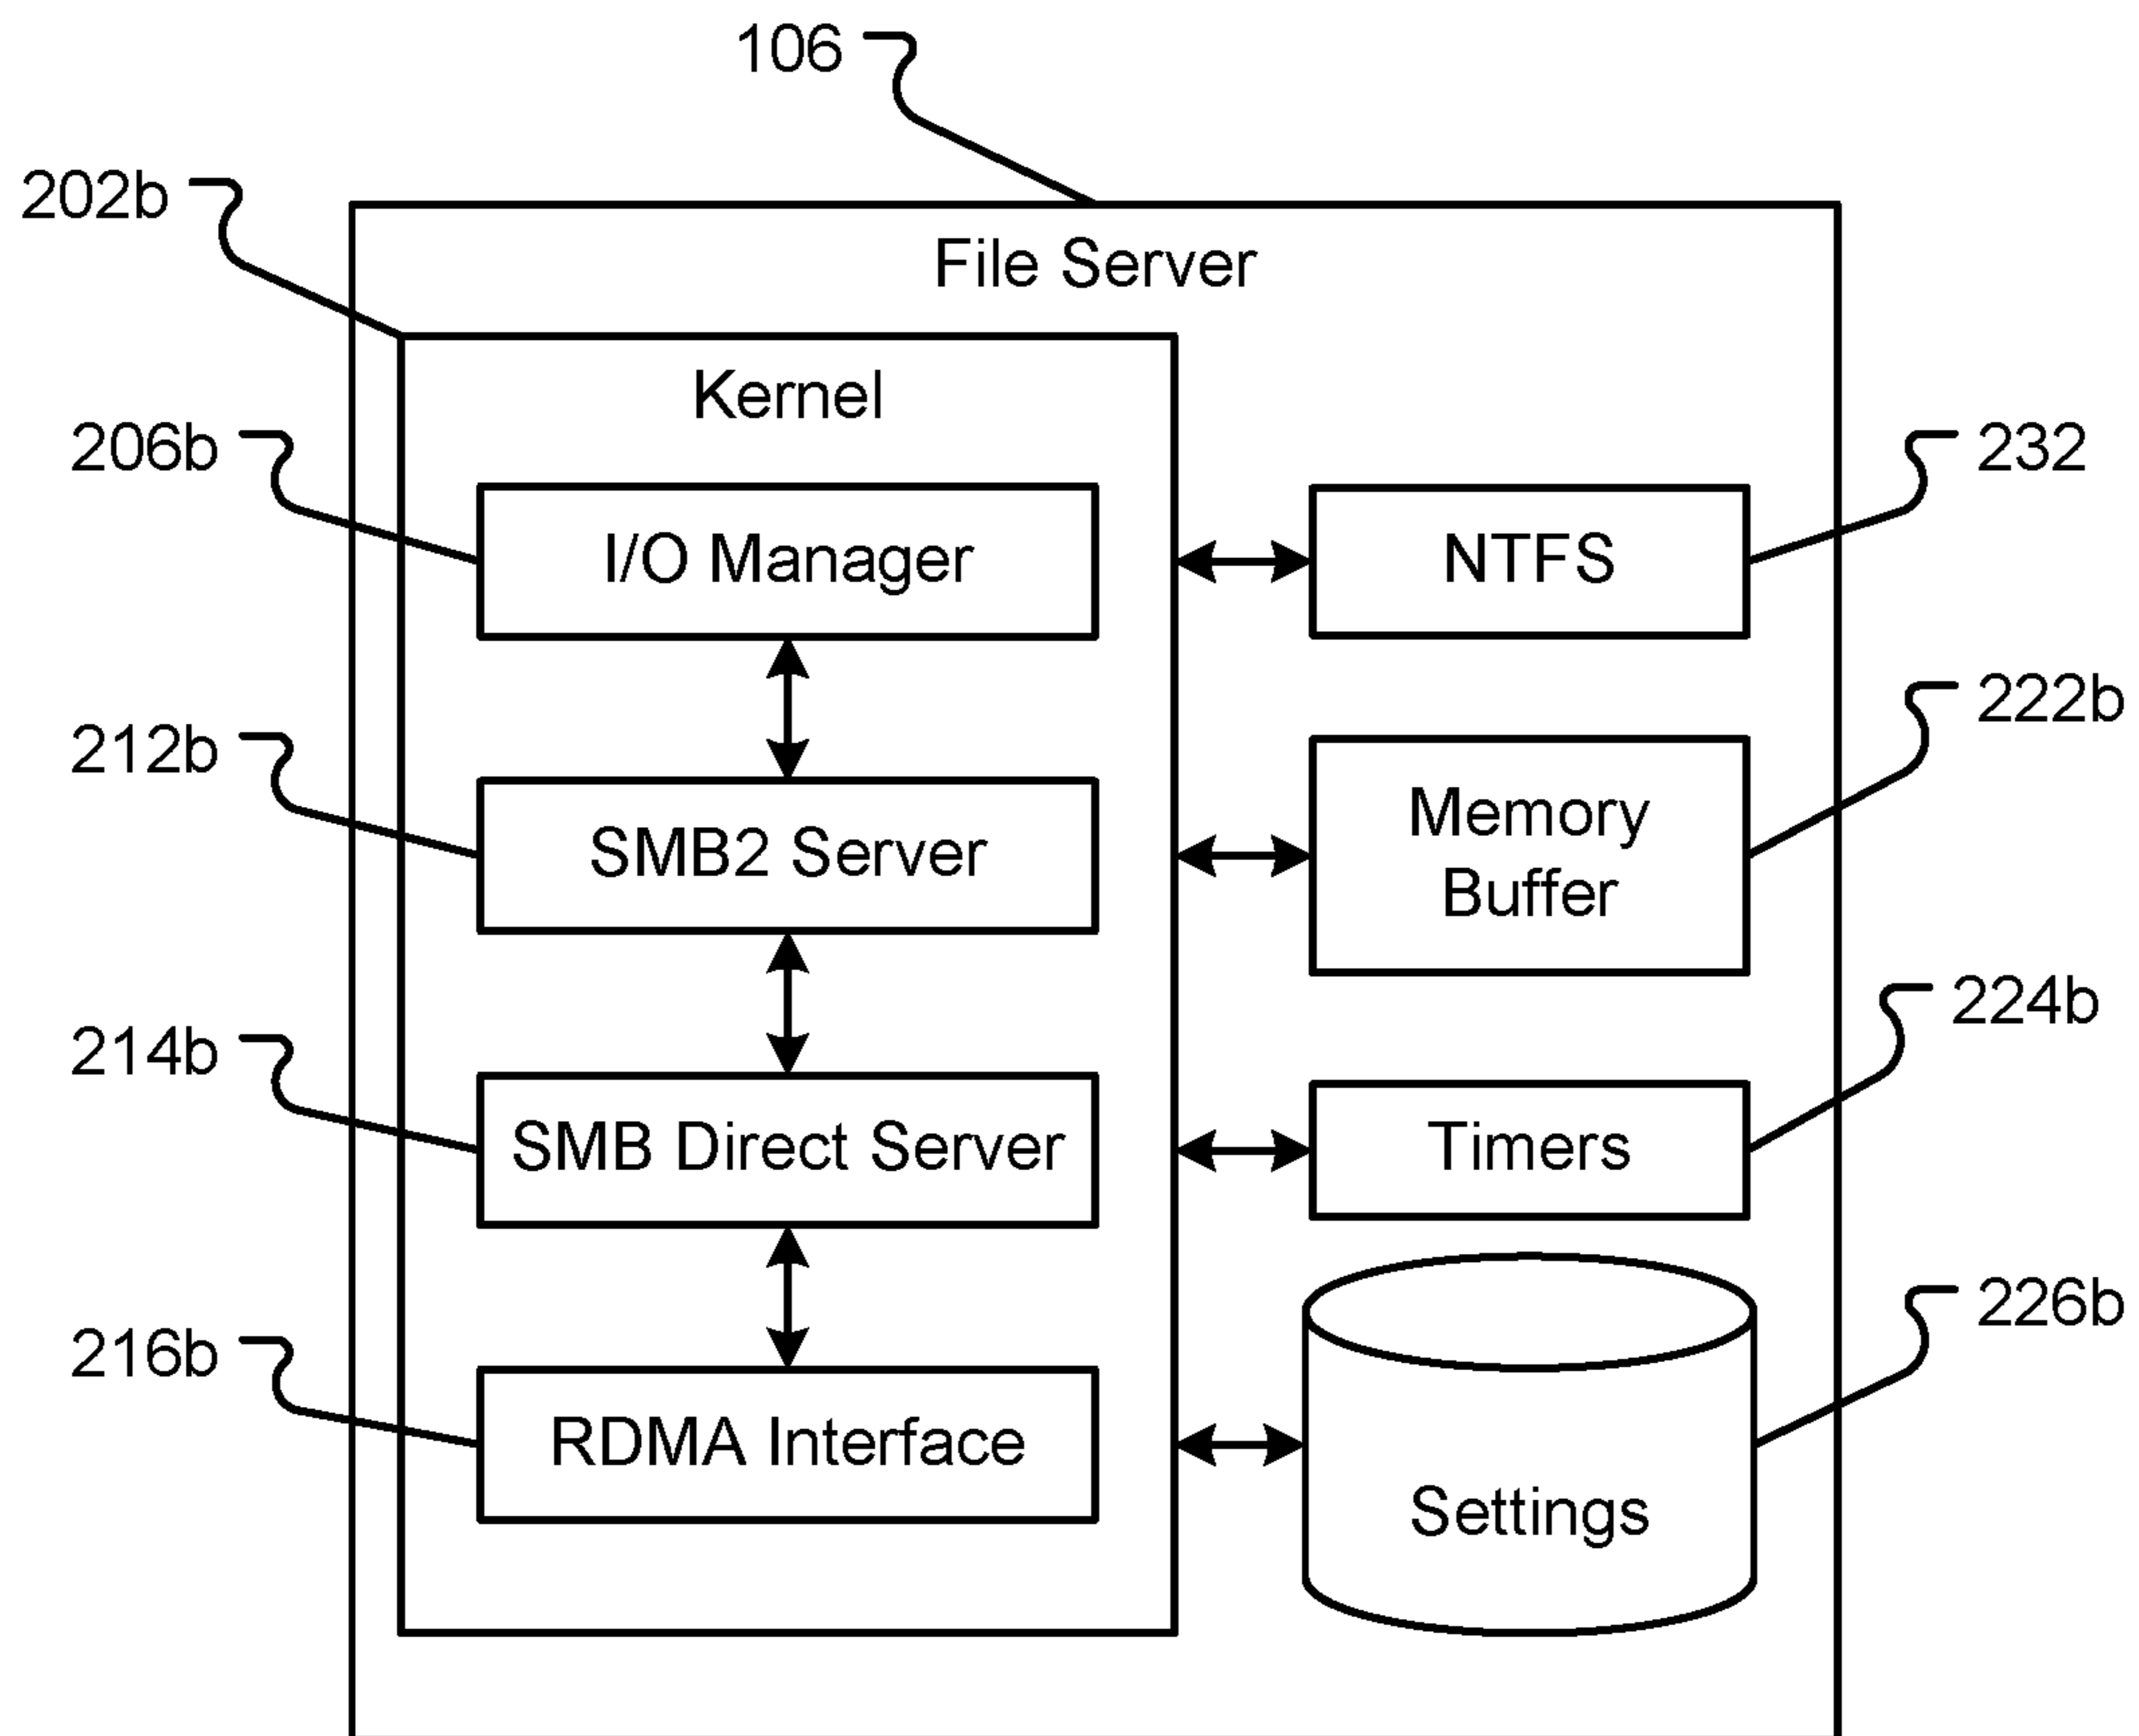 106
202b
File Server
Kernel
206b
I/O Manager
NTFS
232
212b
SMB2 Server
Memory
Buffer
222b
214b
SMB Direct Server
Timers
224b
216b
RDMA Interface
Settings
226b